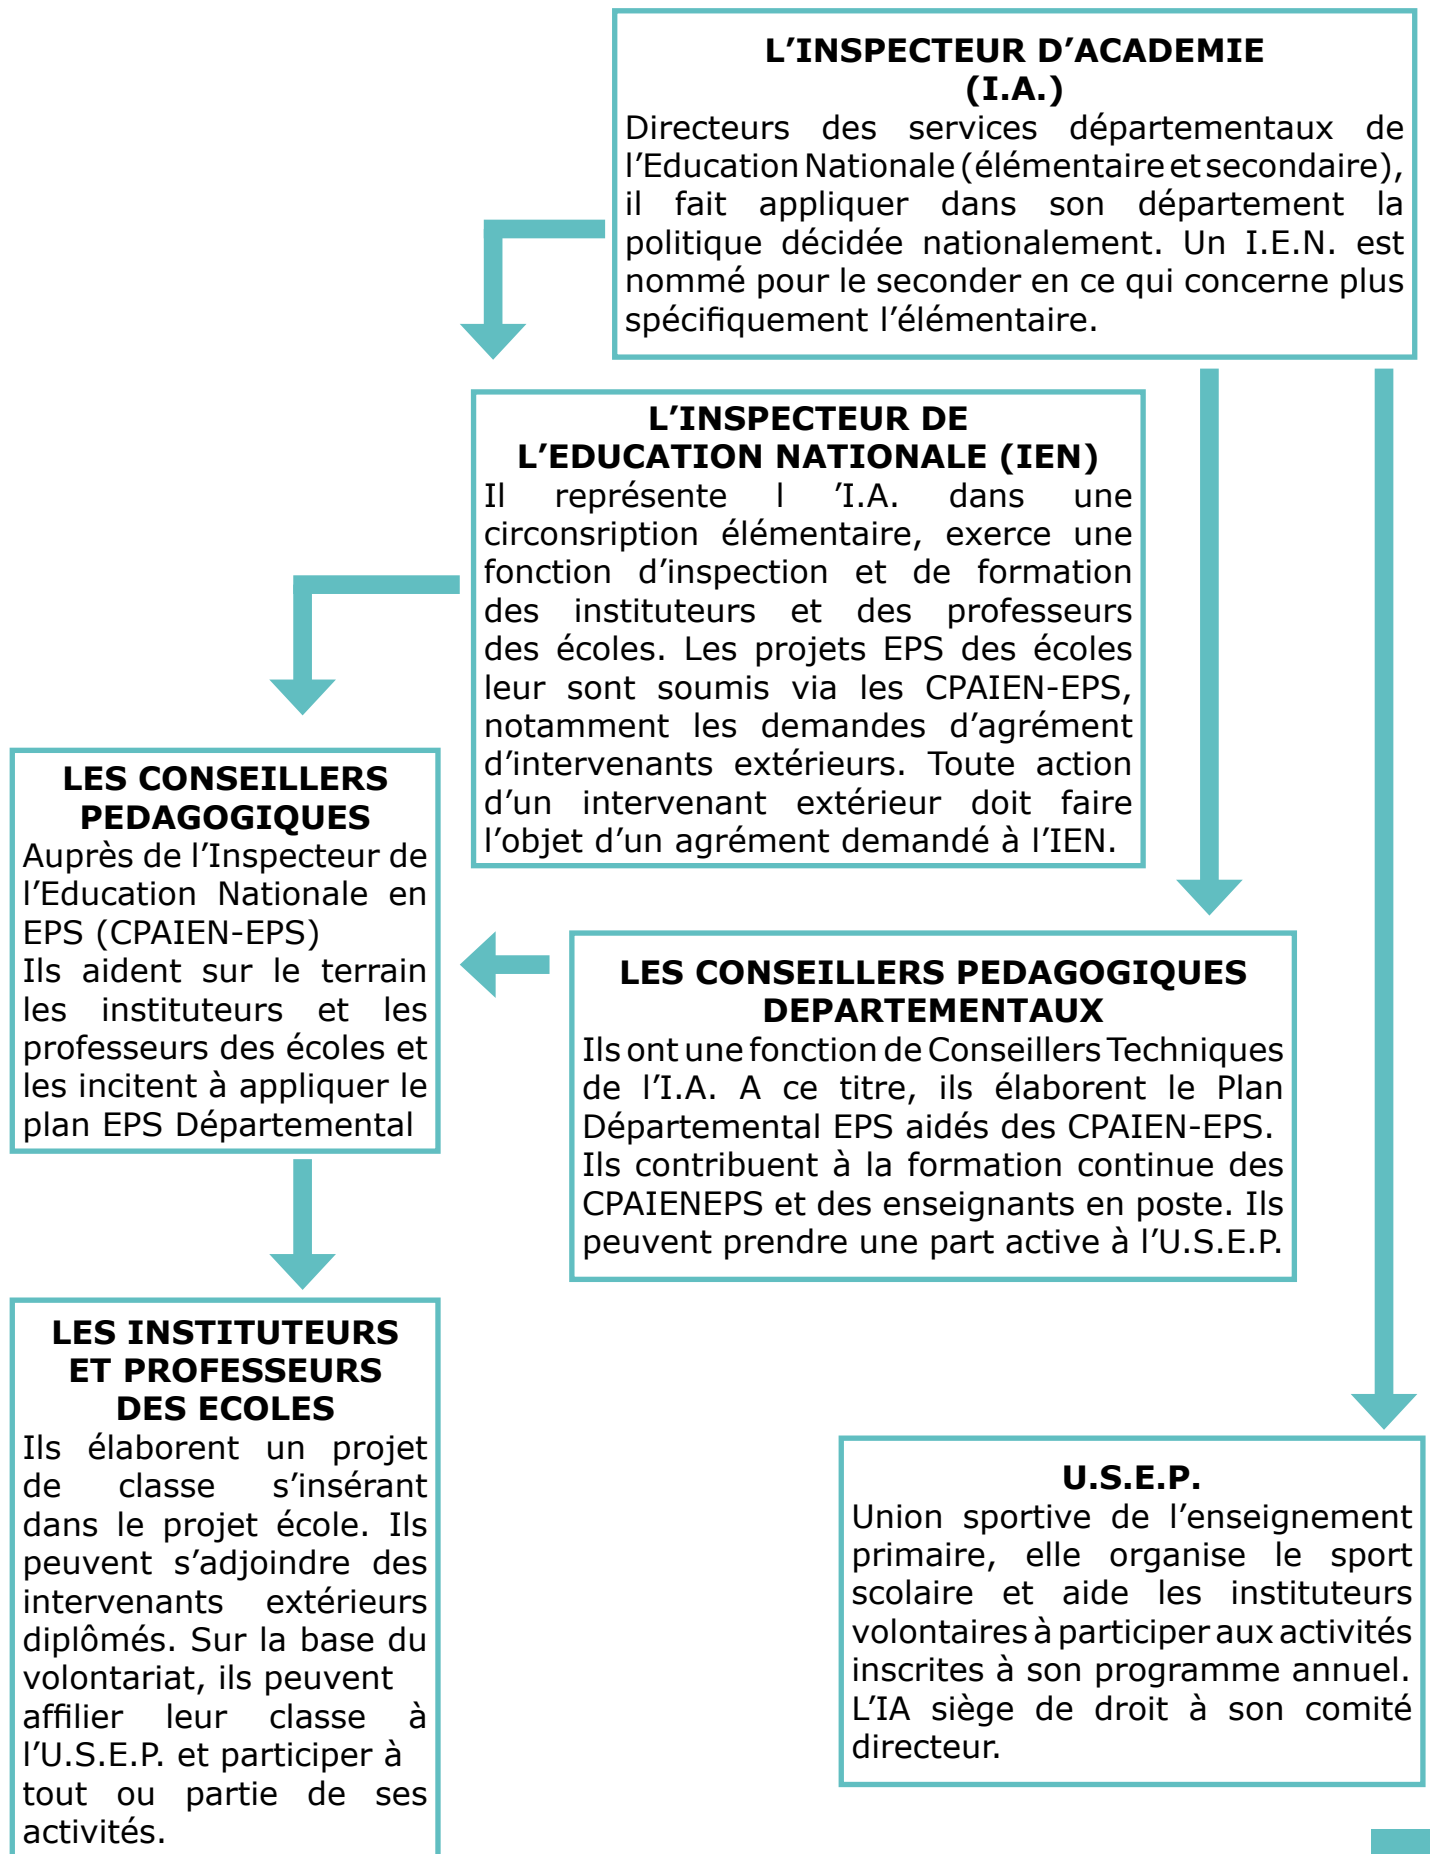 L’INSPECTEUR D’ACADEMIE
(I.A.)
Directeurs des services départementaux de
l’Education Nationale (élémentaire et secondaire),
il fait appliquer dans son département la
politique décidée nationalement. Un I.E.N. est
nommé pour le seconder en ce qui concerne plus
spécifiquement l’élémentaire.
L’INSPECTEUR DE
L’EDUCATION NATIONALE (IEN)
Il représente l ’I.A. dans une
circonsription élémentaire, exerce une
fonction d’inspection et de formation
des instituteurs et des professeurs
des écoles. Les projets EPS des écoles
leur sont soumis via les CPAIEN-EPS,
notamment les demandes d’agrément
d’intervenants extérieurs. Toute action
d’un intervenant extérieur doit faire
l’objet d’un agrément demandé à l’IEN.
LES CONSEILLERS
PEDAGOGIQUES
Auprès de l’Inspecteur de
l’Education Nationale en
EPS (CPAIEN-EPS)
Ils aident sur le terrain
les instituteurs et les
professeurs des écoles et
les incitent à appliquer le
plan EPS Départemental
LES CONSEILLERS PEDAGOGIQUES
DEPARTEMENTAUX
Ils ont une fonction de Conseillers Techniques
de l’I.A. A ce titre, ils élaborent le Plan
Départemental EPS aidés des CPAIEN-EPS.
Ils contribuent à la formation continue des
CPAIENEPS et des enseignants en poste. Ils
peuvent prendre une part active à l’U.S.E.P.
LES INSTITUTEURS
ET PROFESSEURS
DES ECOLES
Ils élaborent un projet
de classe s’insérant
dans le projet école. Ils
peuvent s’adjoindre des
intervenants extérieurs
diplômés. Sur la base du
volontariat, ils peuvent
affilier leur classe à
l’U.S.E.P. et participer à
tout ou partie de ses
activités.
U.S.E.P.
Union sportive de l’enseignement
primaire, elle organise le sport
scolaire et aide les instituteurs
volontaires à participer aux activités
inscrites à son programme annuel.
L’IA siège de droit à son comité
directeur.